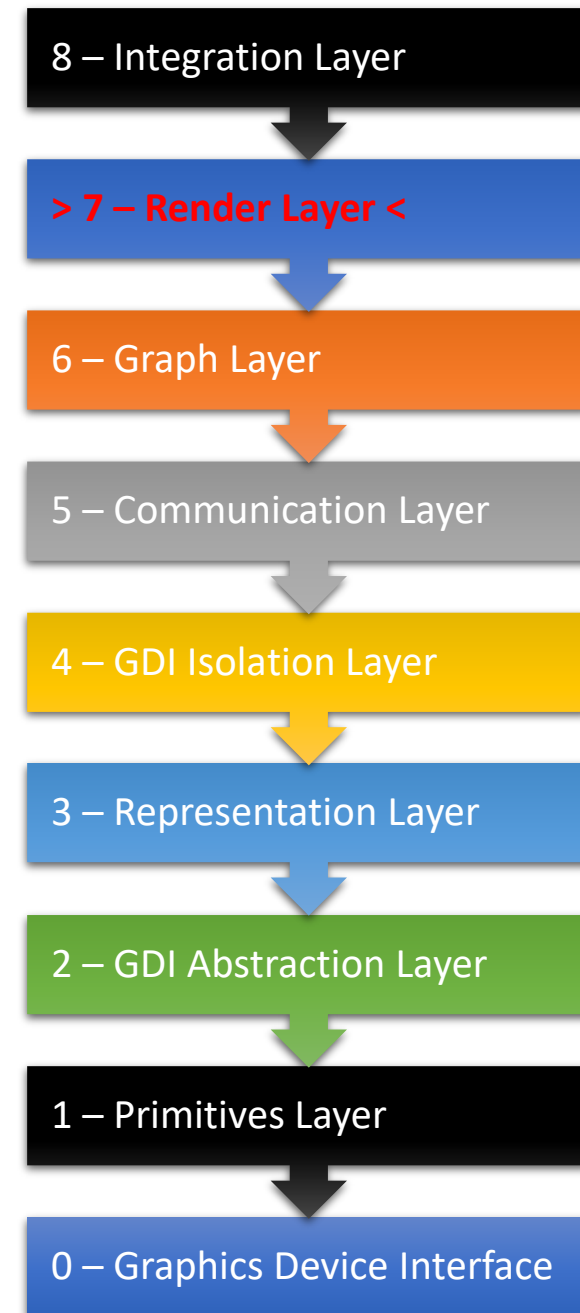 8 – Integration Layer
> 7 – Render Layer <
6 – Graph Layer
5 – Communication Layer
4 – GDI Isolation Layer
3 – Representation Layer
2 – GDI Abstraction Layer
1 – Primitives Layer
0 – Graphics Device Interface